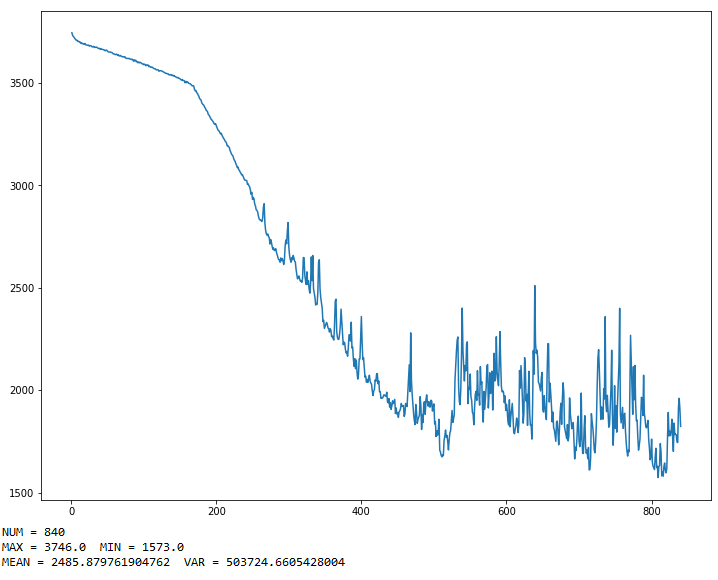 3500
3000
2500
2000
1500
0 200 400 600 800
NUM = 840
MAX = 3746.0 MIN = 1573.0
MEAN = 2485.879761904762 VAR = 503724.6605428004